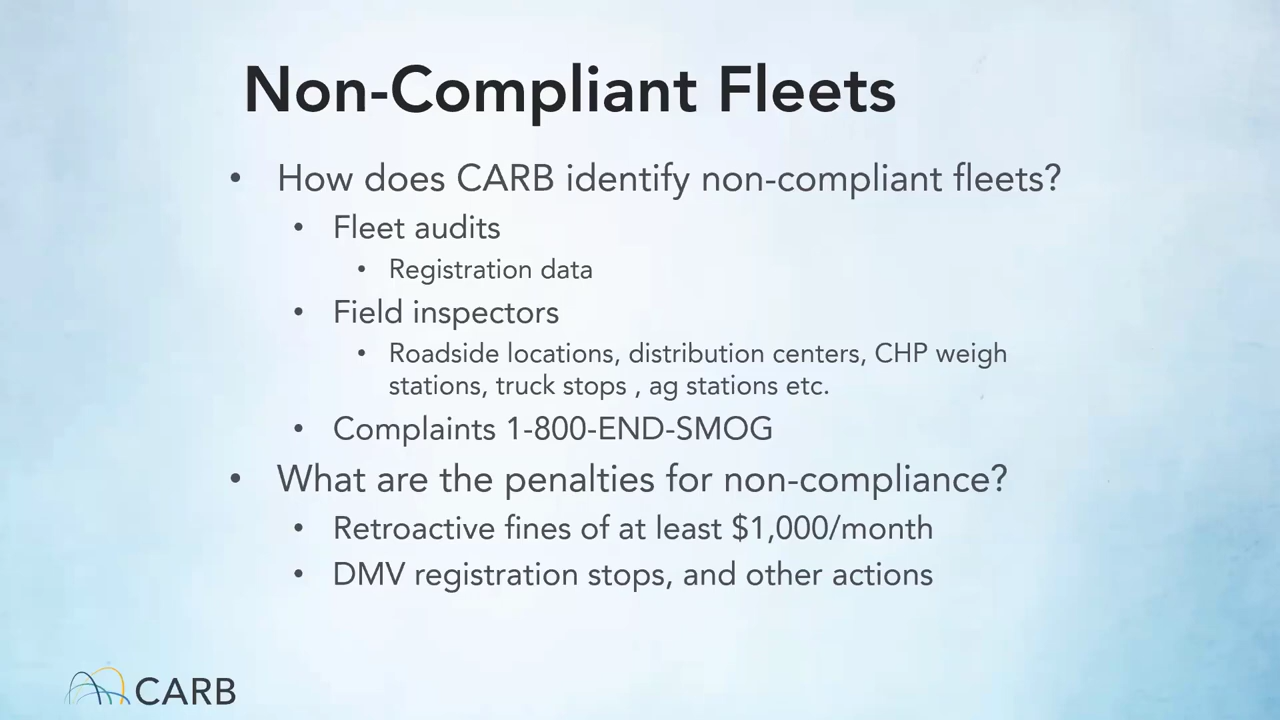 Non-Compliant Fleets
• How does CARB identify non-compliant fleets?
• Fleet audits
• Registration data
• Field inspectors
• Roadside locations, distribution centers, CHP weigh
stations, truck stops , ag stations etc.
• Complaints 1-800-END-SMOG
• What are the penalties for non-compliance?
• Retroactive fines of at least $1,000/month
• DMV registration stops, and other actions
CARB